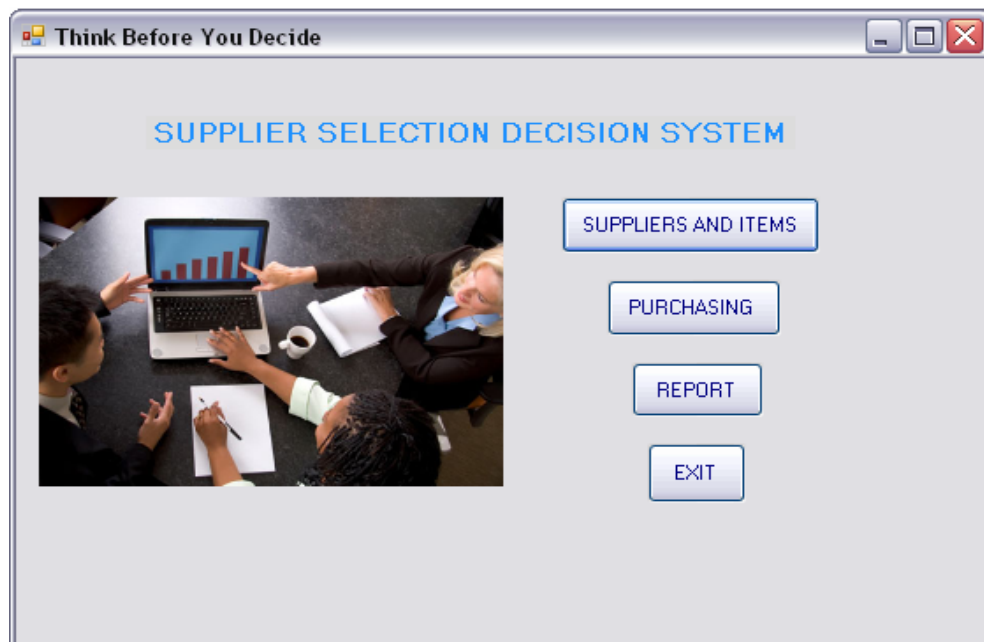 Think Before You Decide
SUPPLIER SELECTION DECISION SYSTEM
SUPPLIERS AND ITEMS
PURCHASING
REPORT
EXIT